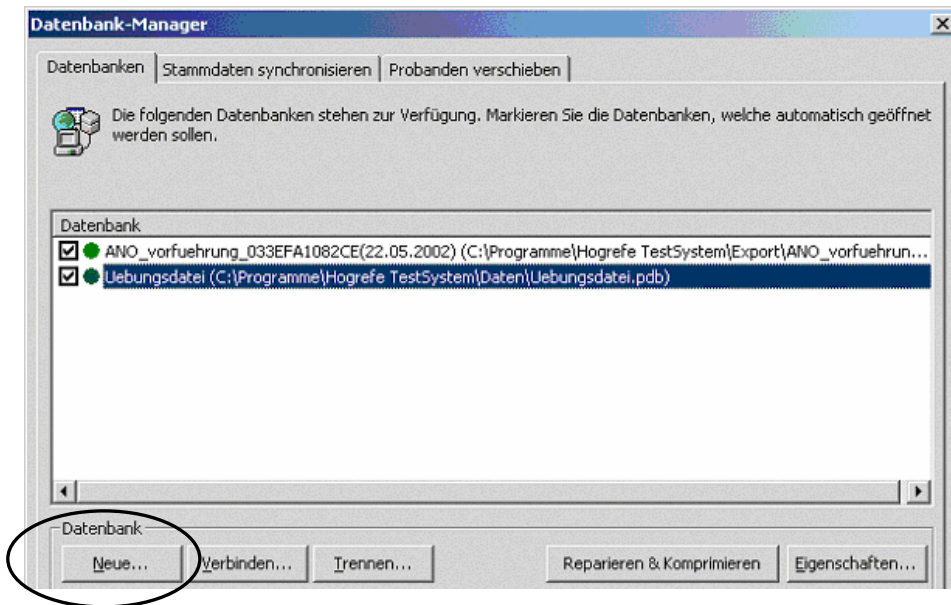 Datenbank-Manager
Datenbanken
Stammdaten synchronisieren
Probanden verschieben
Die folgenden Datenbanken stehen zur Verfügung. Markieren Sie die Datenbanken, welche automatisch geöffnet
werden sollen.
Datenbank
ANO_vorfuehrung_033EFA1082CE(22.05.2002) (C:\Programme\Hogrefe TestSystem\Export\ANO_vorfuehrun...
Uebungsdatei (C:\Programme\Hogrefe TestSystem\Daten\Uebungsdatei.pdb)
Datenbank
Neue... Verbinden... Trennen... Reparieren & Komprimieren Eigenschaften...